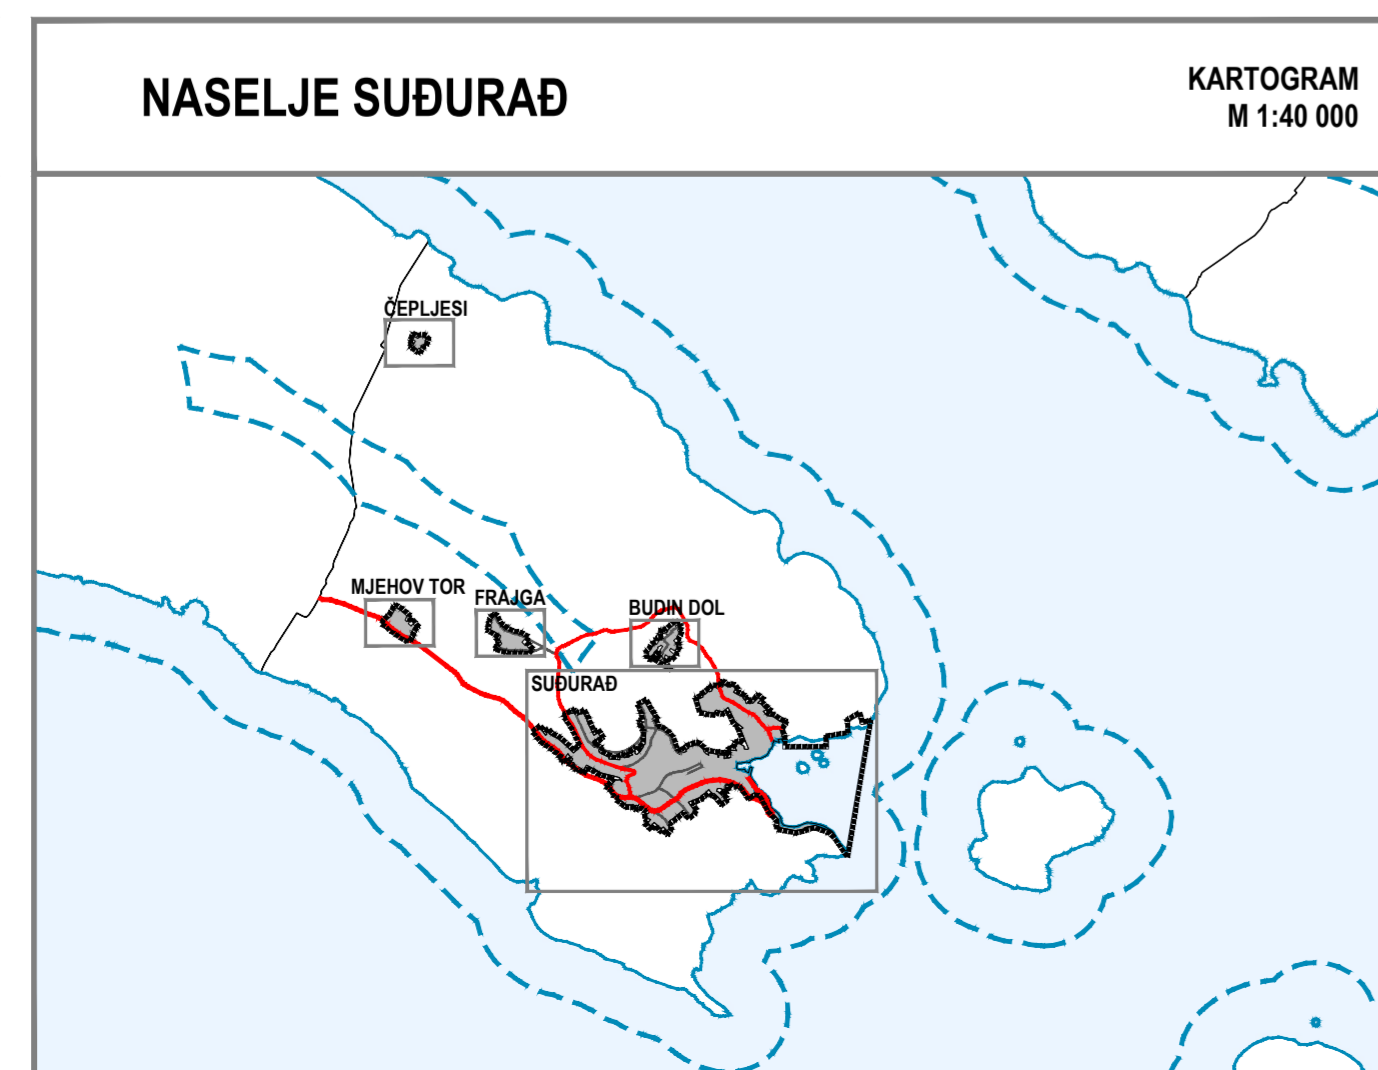 NASELJE SUĐURAĐ
KARTOGRAM
M 1:40 000
ČEPLJESI
MJEHOV TOR
FRAJGA
BUDIN DOL
SUĐURAĐ